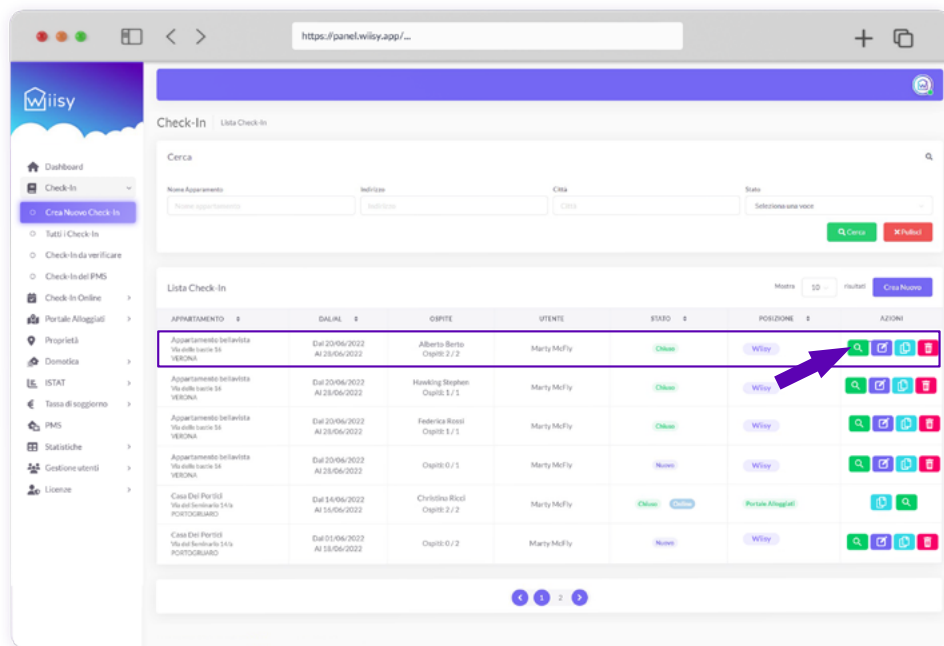 https://panel.wiisy.app/...
Wiisy
Check-In Lista Check-In
Dashboard
Check-In
Crea Nuovo Check-In
Tutti i Check-In
Check-In da verificare
Check-In del PMS
Check-In Online
Portale Alloggiati
Proprietà
Domotica
ISTAT
Tassa di soggiorno
PMS
Statistiche
Gestione utenti
Licenze
Cerca
Nome Apparamento Indirizzo Città Stato
Nome appartamento Indirizzo Città Seleziona una voce
Cerca Pulisci
Lista Check-In Mostra 10 risultati Crea Nuovo
APPARTAMENTO DAL/AL OSPITE UTENTE STATO POSIZIONE AZIONI
Appartamento bellavista
Via delle baccie 16
VERONA
Dal 20/06/2022
Al 28/06/2022
Alberto Berto
Ospiti: 2 / 2
Marty McFly Chiuso Wiisy
Appartamento bellavista
Via delle baccie 16
VERONA
Dal 20/06/2022
Al 28/06/2022
Hawking Stephen
Ospiti: 1 / 1
Marty McFly Chiuso Wiisy
Appartamento bellavista
Via delle baccie 16
VERONA
Dal 20/06/2022
Al 28/06/2022
Federica Rossi
Ospiti: 1 / 1
Marty McFly Chiuso Wiisy
Appartamento bellavista
Via delle baccie 16
VERONA
Dal 20/06/2022
Al 28/06/2022
Ospiti: 0 / 1
Marty McFly Nuovo Wiisy
Casa Dei Portici
Via del Seminario 14/b
PORTOGRUARO
Dal 14/06/2022
Al 16/06/2022
Christina Ricci
Ospiti: 2 / 2
Marty McFly Chiuso Online Portale Alloggiati
Casa Dei Portici
Via del Seminario 14/b
PORTOGRUARO
Dal 01/06/2022
Al 18/06/2022
Ospiti: 0 / 2
Marty McFly Nuovo Wiisy
1 2